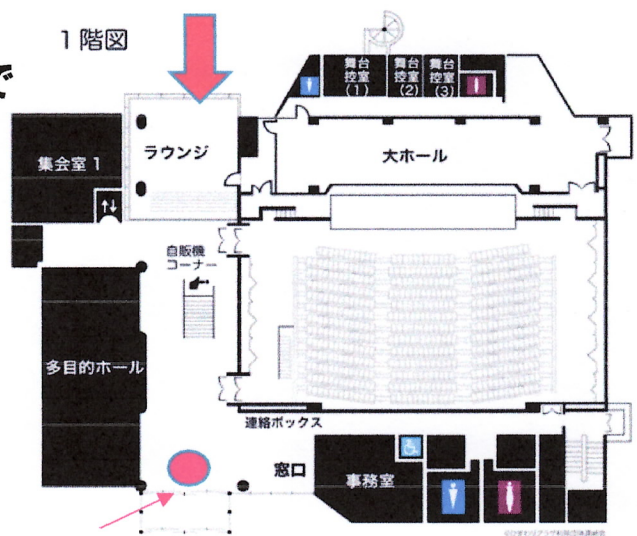 1階図
で
舞台
控室
(1)
舞台
控室
(2)
舞台
控室
(3)
集会室1
ラウンジ
大ホール
自販機
コーナー
多目的ホール
連絡ボックス
窓口
事務室